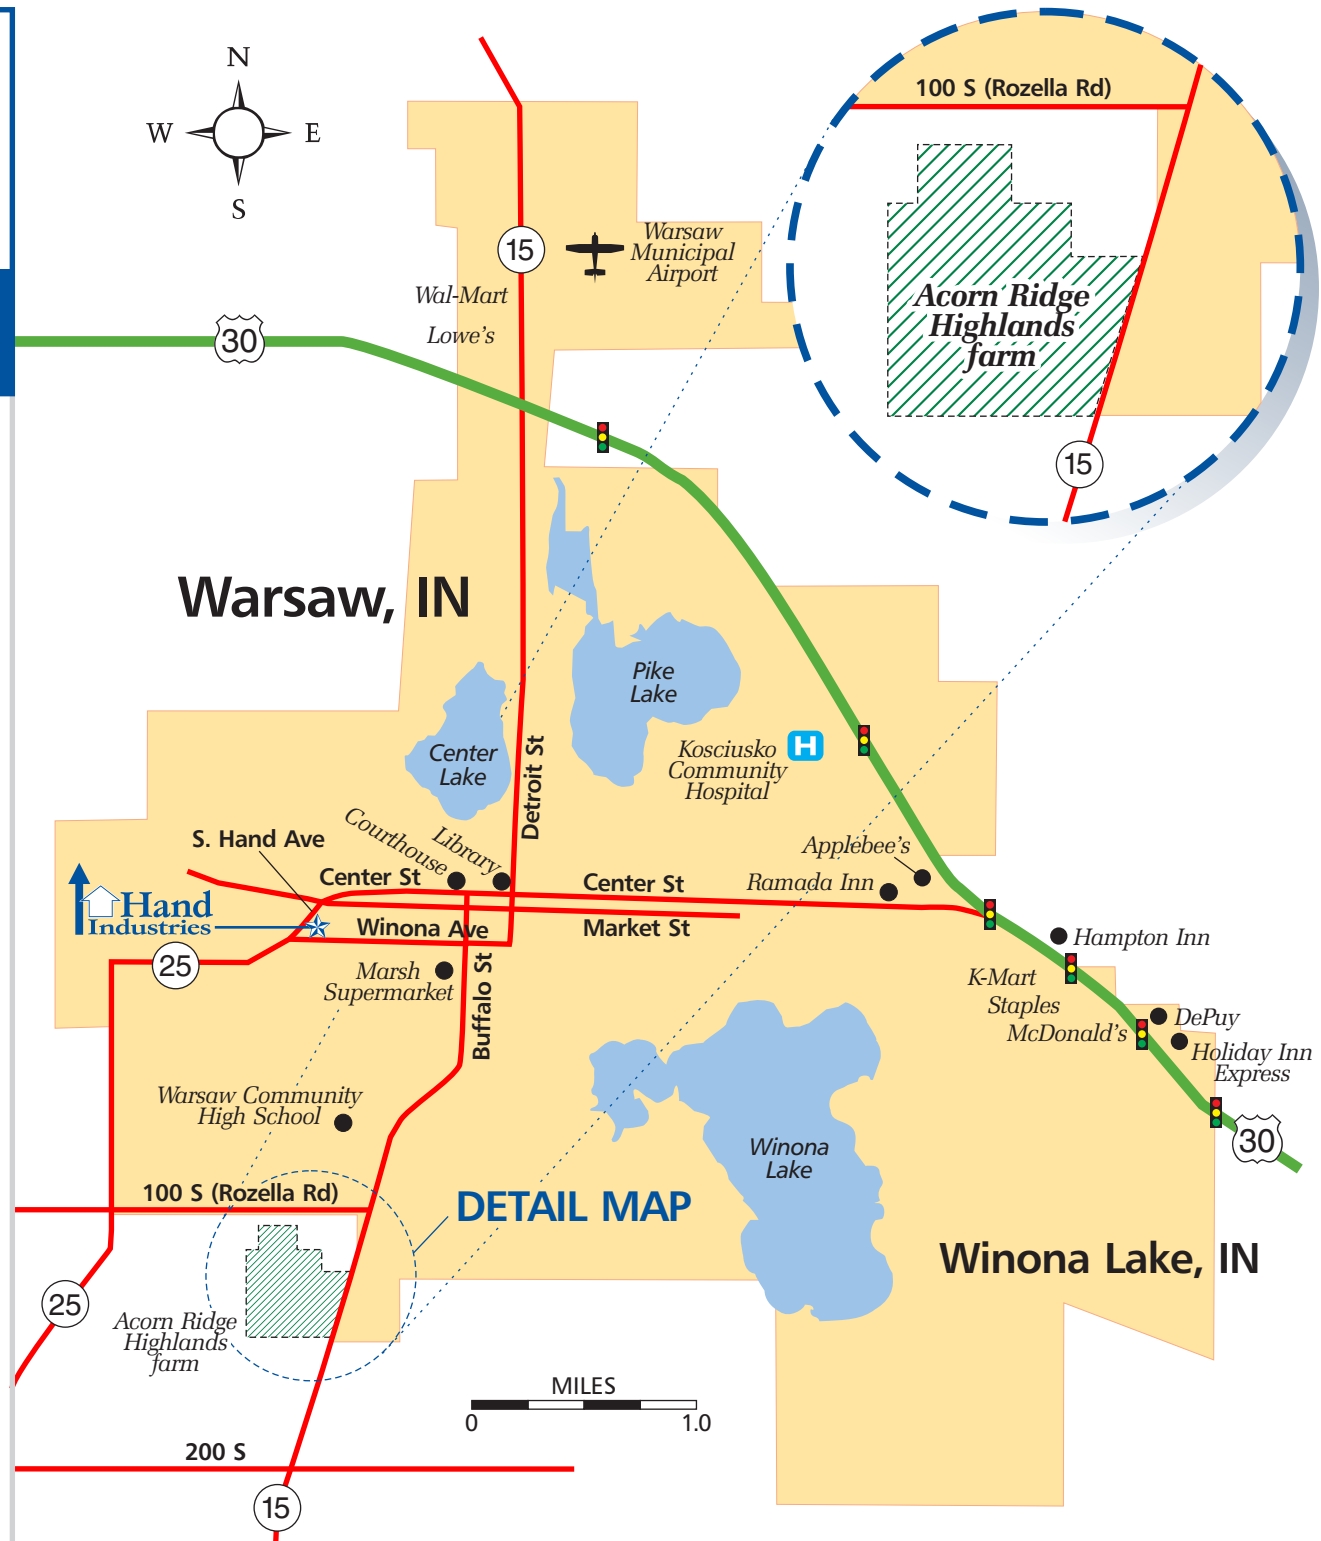 N
W
E
S
100 S (Rozella Rd)
15
Warsaw
Municipal
Airport
Wal-Mart
Lowe's
30
Acorn Ridge
Highlands
farm
15
Warsaw, IN
Pike
Lake
Center
Lake
Detroit St
Kosciusko
Community
Hospital
H
S. Hand Ave
Courthouse
Library
Applebee's
Ramada Inn
Center St
Center St
Hand
Industries
Winona Ave
Market St
25
Marsh
Supermarket
Buffalo St
Hampton Inn
K-Mart
Staples
McDonald's
DePuy
Holiday Inn
Express
Warsaw Community
High School
30
Winona
Lake
100 S (Rozella Rd)
DETAIL MAP
Winona Lake, IN
25
Acorn Ridge
Highlands
farm
MILES
0
1.0
200 S
15